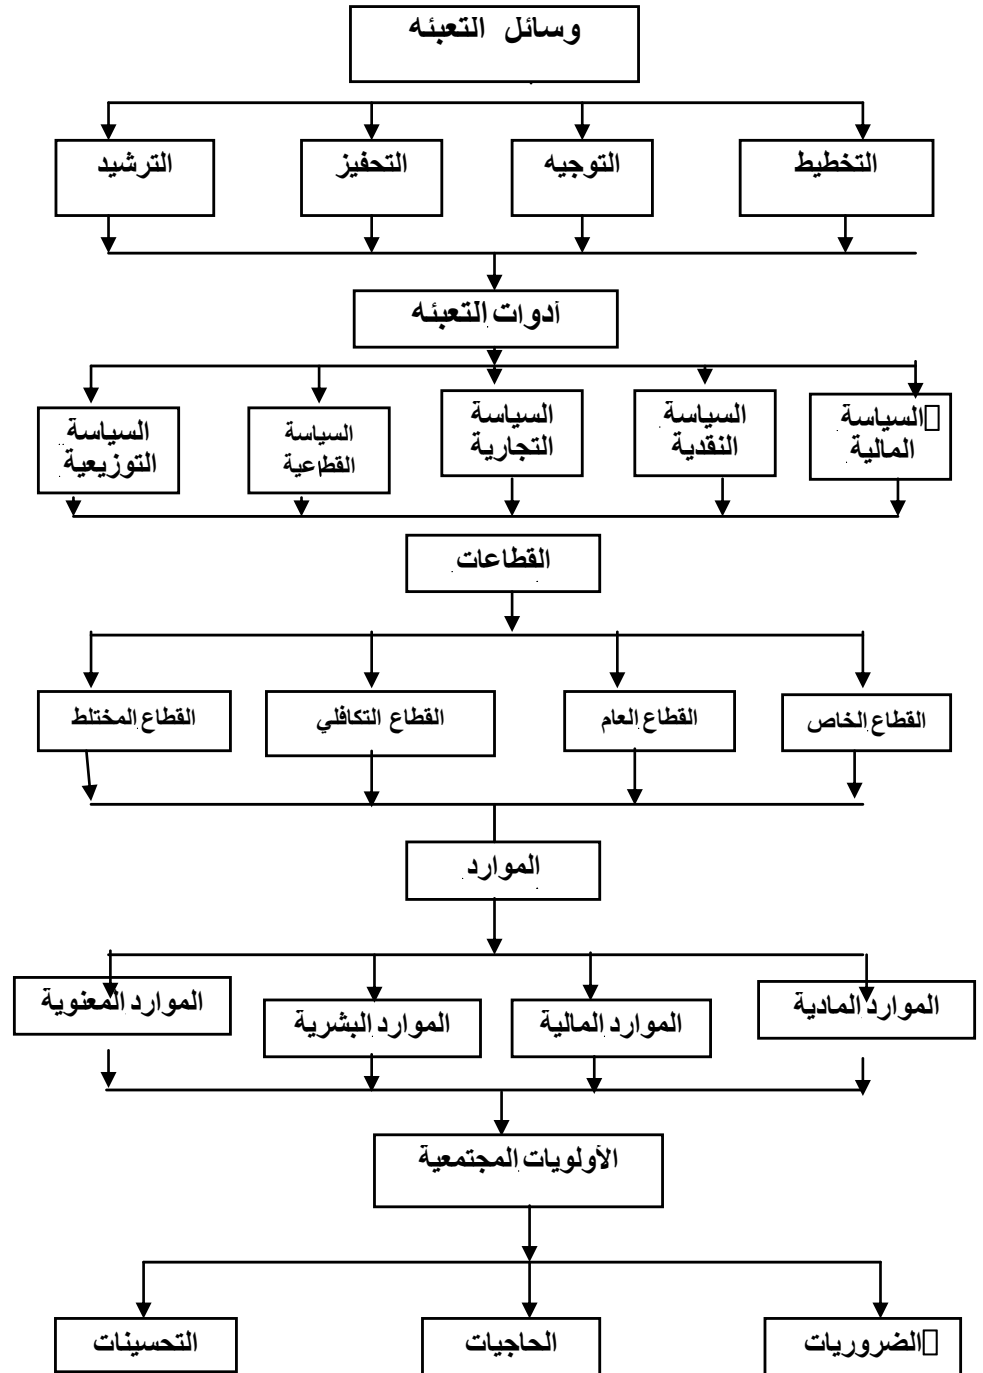 وسائل التعبئه
التخطيط
التوجيه
التحفيز
الترشيد
أدوات التعبئه
السياسة
المالية
السياسة
النقدية
السياسة
التجارية
السياسة
القطاعية
السياسة
التوزيعية
القطاعات
القطاع الخاص
القطاع العام
القطاع التكافلي
القطاع المختلط
الموارد
الموارد المادية
الموارد المالية
الموارد البشرية
الموارد المعنوية
الأولويات المجتمعية
الضروريات
الحاجيات
التحسينات